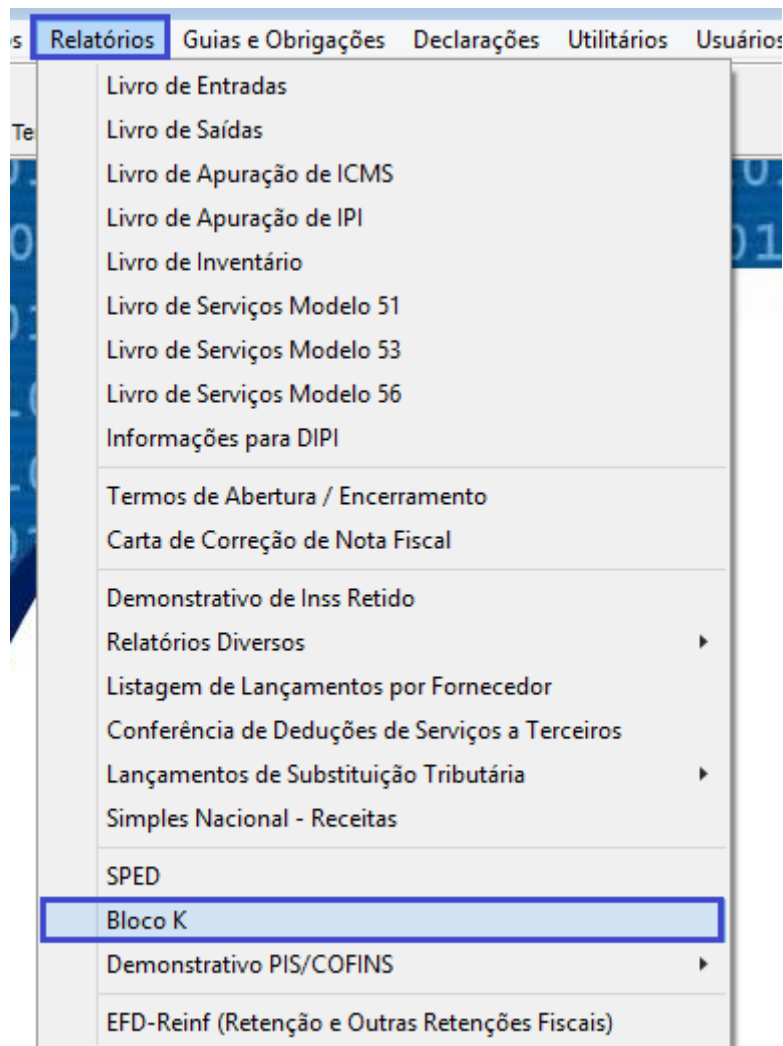 s Relatórios Guias e Obrigações Declarações Utilitários Usuários
Te
Livro de Entradas
Livro de Saídas
Livro de Apuração de ICMS
Livro de Apuração de IPI
Livro de Inventário
Livro de Serviços Modelo 51
Livro de Serviços Modelo 53
Livro de Serviços Modelo 56
Informações para DIPI
Termos de Abertura / Encerramento
Carta de Correção de Nota Fiscal
Demonstrativo de Inss Retido
Relatórios Diversos
Listagem de Lançamentos por Fornecedor
Conferência de Deduções de Serviços a Terceiros
Lançamentos de Substituição Tributária
Simples Nacional - Receitas
SPED
Bloco K
Demonstrativo PIS/COFINS
EFD-Reinf (Retenção e Outras Retenções Fiscais)